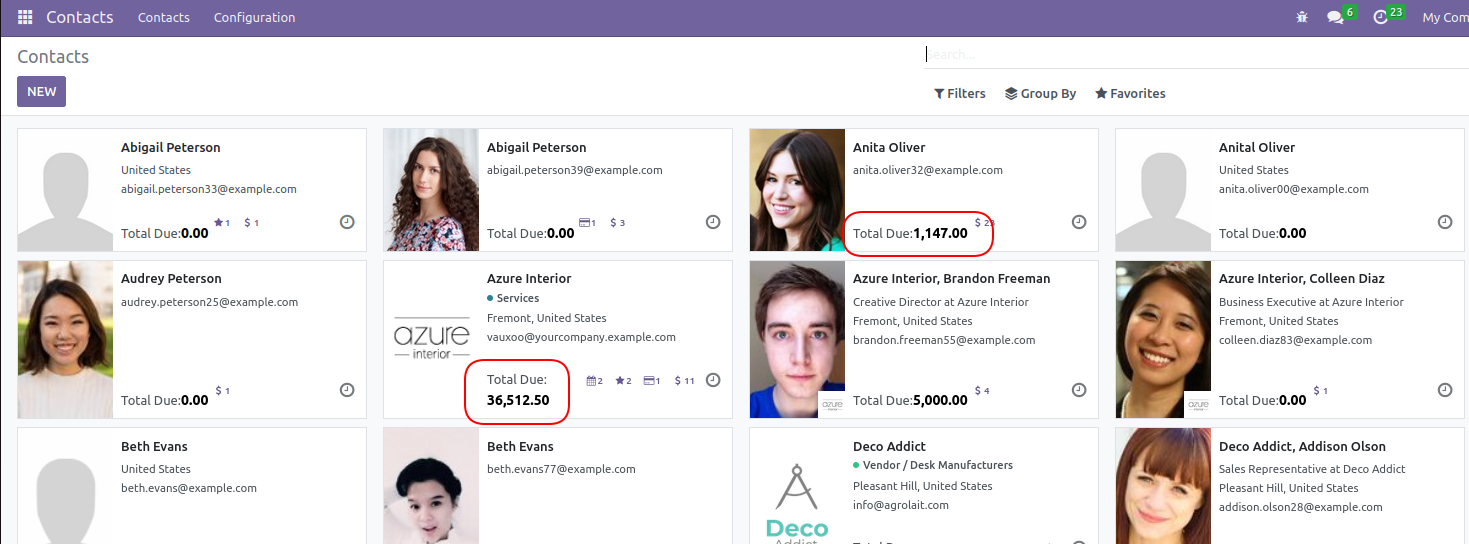 Contacts Contacts Configuration 6 23 My Com
Contacts
Search...
NEW
Filters Group By Favorites
Abigail Peterson
United States
abigail.peterson33@example.com
1 $ 1
Total Due:0.00
Abigail Peterson
abigail.peterson39@example.com
1 $ 3
Total Due:0.00
Anita Oliver
anita.oliver32@example.com
$ 23
Total Due:1,147.00
Anital Oliver
United States
anita.oliver00@example.com
Total Due:0.00
Audrey Peterson
audrey.peterson25@example.com
$ 1
Total Due:0.00
Azure Interior
Services
Fremont, United States
vauxoo@yourcompany.example.com
azure
interior
Total Due: 2 2 1 $ 11
36,512.50
Azure Interior, Brandon Freeman
Creative Director at Azure Interior
Fremont, United States
brandon.freeman55@example.com
$ 4
Total Due:5,000.00
azure
Azure Interior, Colleen Diaz
Business Executive at Azure Interior
Fremont, United States
colleen.diaz83@example.com
$ 1
Total Due:0.00
azure
Beth Evans
United States
beth.evans@example.com
Beth Evans
beth.evans77@example.com
Deco Addict
Vendor / Desk Manufacturers
Pleasant Hill, United States
info@agrolait.com
Deco
Addict
Deco Addict, Addison Olson
Sales Representative at Deco Addict
Pleasant Hill, United States
addison.olson28@example.com